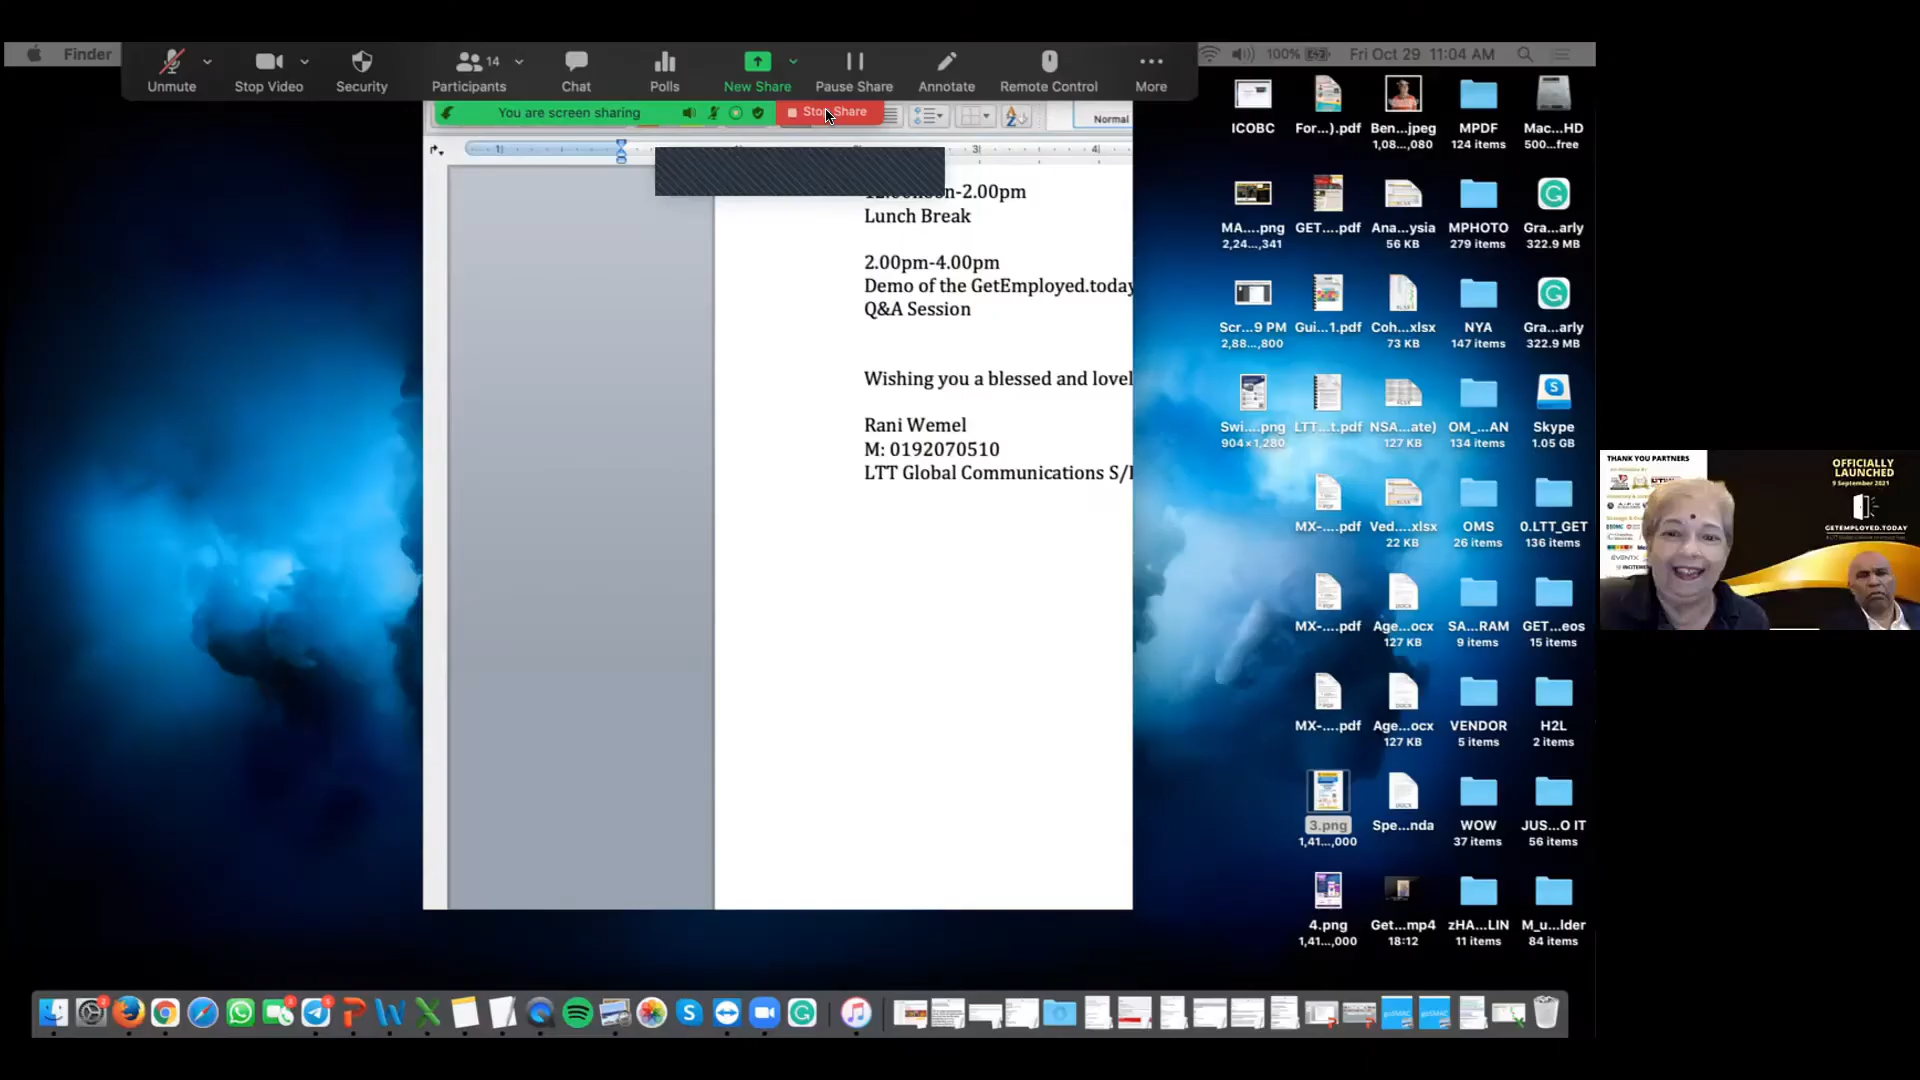 Finder
100%
Fri Oct 29 11:04 AM
Unmute
Stop Video
Security
14
Participants
Chat
Polls
New Share
Pause Share
Annotate
Remote Control
More
You are screen sharing
Stop Share
Normal
-2.00pm
Lunch Break
2.00pm-4.00pm
Demo of the GetEmployed.today
Q&A Session
Wishing you a blessed and lovel
Rani Wemel
M: 0192070510
LTT Global Communications S/
ICOBC
For...).pdf
Ben...jpeg
1,08...,080
MPDF
124 items
Mac...HD
500...free
MA....png
2,24...,341
GET....pdf
Ana...ysia
56 KB
MPHOTO
279 items
Gra...arly
322.9 MB
Scr...9 PM
2,88...,800
Gui...1.pdf
Coh...xlsx
73 KB
NYA
147 items
Gra...arly
322.9 MB
Swi....png
904×1,280
LTT...t.pdf
NSA...ate)
127 KB
OM_...AN
134 items
Skype
1.05 GB
MX-....pdf
Ved....xlsx
22 KB
OMS
26 items
0.LTT_GET
136 items
MX-....pdf
Age...ocx
127 KB
SA...RAM
9 items
GET...eos
15 items
MX-....pdf
Age...ocx
127 KB
VENDOR
5 items
H2L
2 items
3.png
1,41...,000
Spe...nda
WOW
37 items
JUS...O IT
56 items
4.png
1,41...,000
Get...mp4
18:12
zHA...LIN
11 items
M_u...lder
84 items
THANK YOU PARTNERS
OFFICIALLY
LAUNCHED
9 September 2021
GETEMPLOYED.TODAY